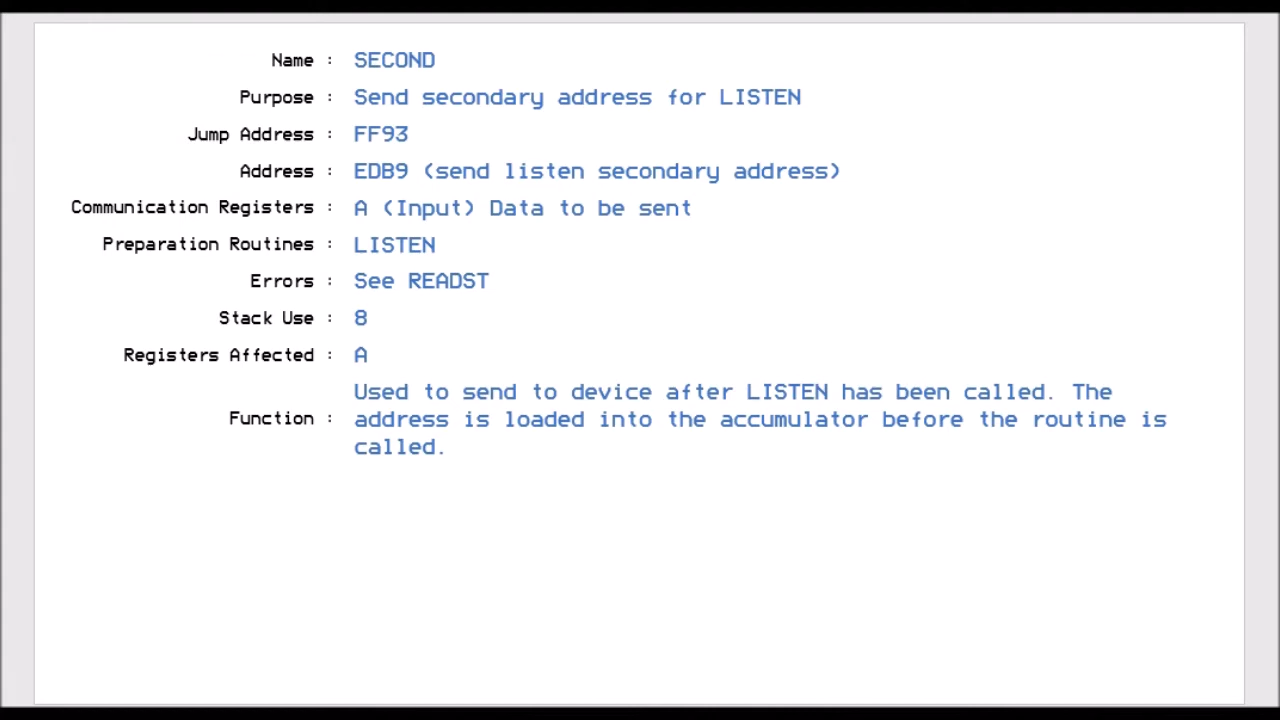 Name : SECOND
Purpose : Send secondary address for LISTEN
Jump Address : FF93
Address : EDB9 (send listen secondary address)
Communication Registers : A (Input) Data to be sent
Preparation Routines : LISTEN
Errors : See READST
Stack Use : 8
Registers Affected : A
Function : Used to send to device after LISTEN has been called. The
address is loaded into the accumulator before the routine is
called.